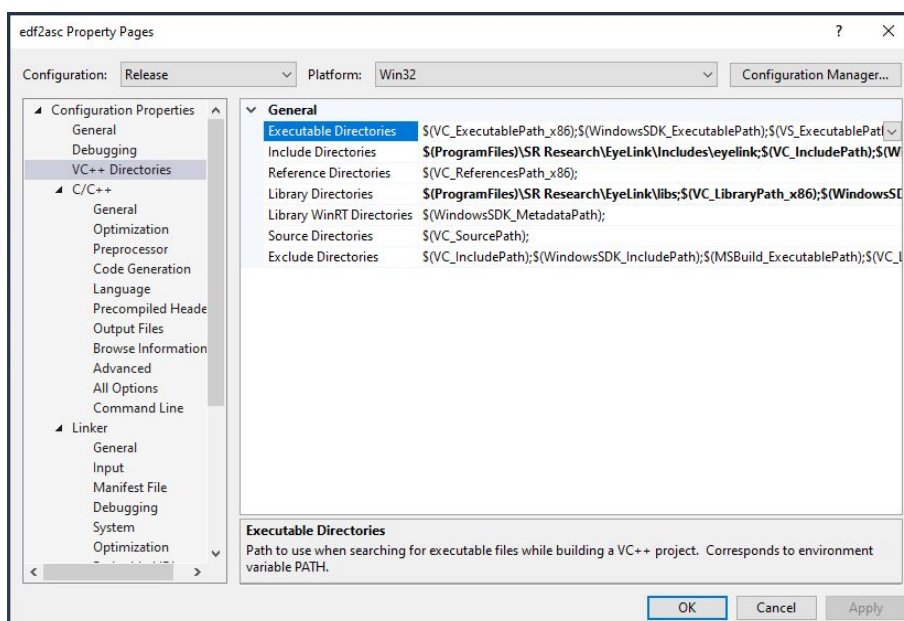 edf2asc Property Pages ? ×
Configuration: Release Platform: Win32 Configuration Manager...
Configuration Properties
General
Debugging
VC++ Directories
C/C++
General
Optimization
Preprocessor
Code Generation
Language
Precompiled Heade
Output Files
Browse Information
Advanced
All Options
Command Line
Linker
General
Input
Manifest File
Debugging
System
Optimization
General
Executable Directories $(VC_ExecutablePath_x86);$(WindowsSDK_ExecutablePath);$(VS_ExecutablePatl
Include Directories $(ProgramFiles)\SR Research\EyeLink\Includes\eyelink;$(VC_IncludePath);$(Wi
Reference Directories $(VC_ReferencesPath_x86);
Library Directories $(ProgramFiles)\SR Research\EyeLink\libs;$(VC_LibraryPath_x86);$(WindowsSD
Library WinRT Directories $(WindowsSDK_MetadataPath);
Source Directories $(VC_SourcePath);
Exclude Directories $(VC_IncludePath);$(WindowsSDK_IncludePath);$(MSBuild_ExecutablePath);$(VC_L
Executable Directories
Path to use when searching for executable files while building a VC++ project. Corresponds to environment
variable PATH.
OK Cancel Apply